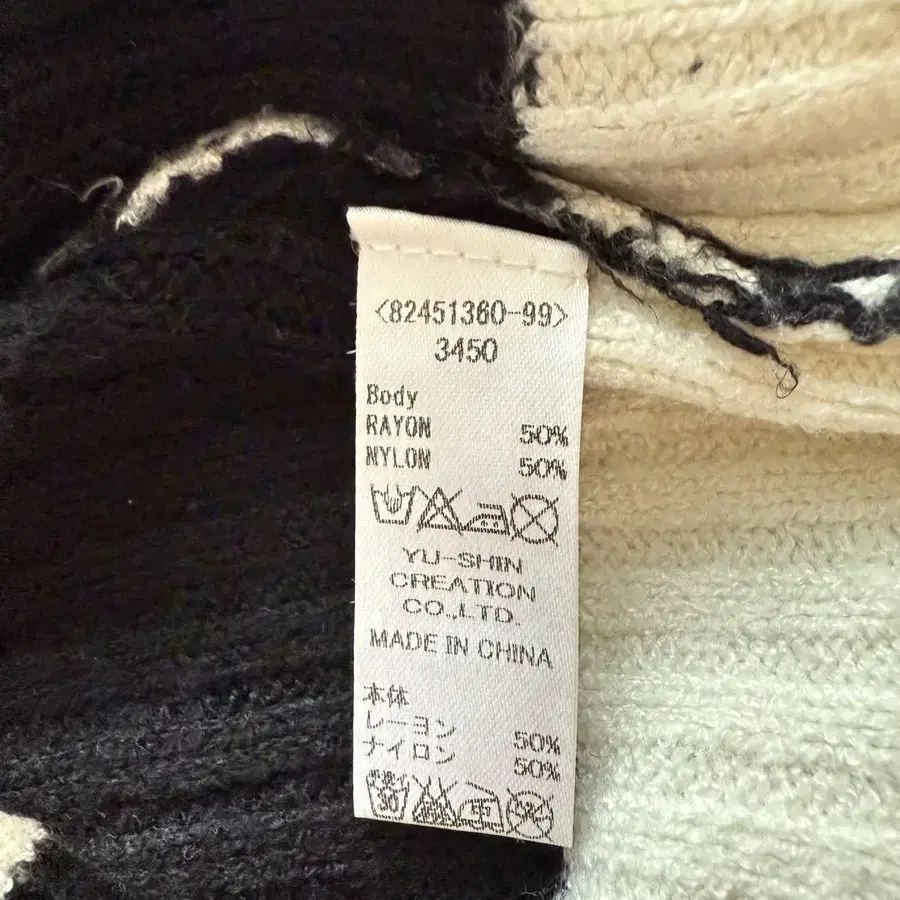 <82451360-99>
3450
Body
RAYON 50%
NYLON 50%
YU-SHIN
CREATION
CO.,LTD.
MADE IN CHINA
本体
レーヨン 50%
ナイロン 50%
30